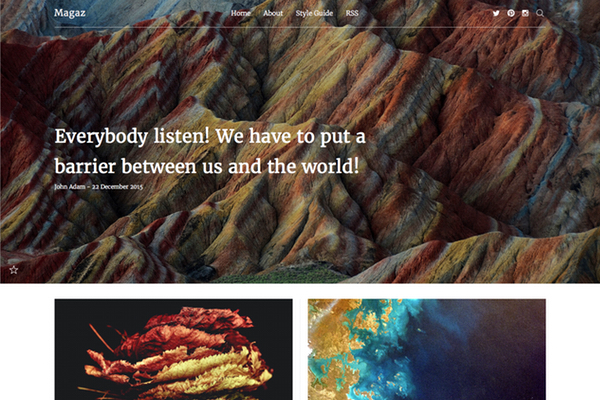 Magaz
Home About Style Guide RSS
Everybody listen! We have to put a
barrier between us and the world!
John Adam - 22 December 2015